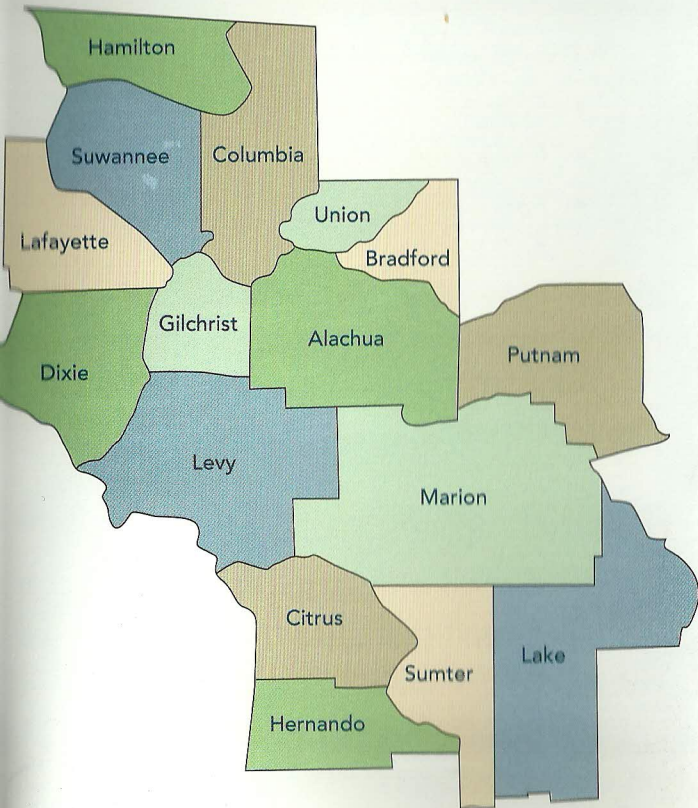 Hamilton
Suwannee
Columbia
Union
Lafayette
Bradford
Gilchrist
Alachua
Dixie
Putnam
Levy
Marion
Citrus
Lake
Sumter
Hernando